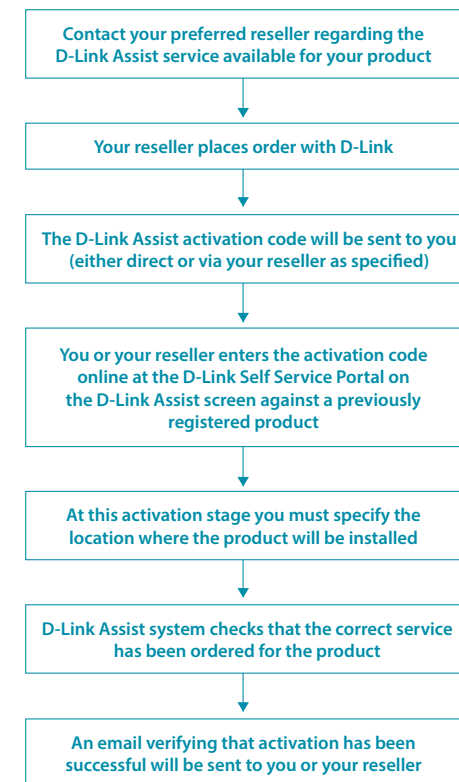 Contact your preferred reseller regarding the
D-Link Assist service available for your product
Your reseller places order with D-Link
The D-Link Assist activation code will be sent to you
(either direct or via your reseller as specified)
You or your reseller enters the activation code
online at the D-Link Self Service Portal on
the D-Link Assist screen against a previously
registered product
At this activation stage you must specify the
location where the product will be installed
D-Link Assist system checks that the correct service
has been ordered for the product
An email verifying that activation has been
successful will be sent to you or your reseller